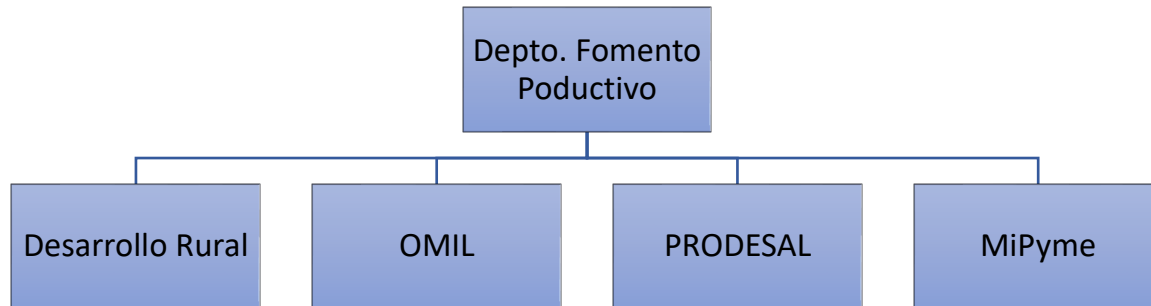 Depto. Fomento
Poductivo
Desarrollo Rural
OMIL
PRODESAL
MiPyme